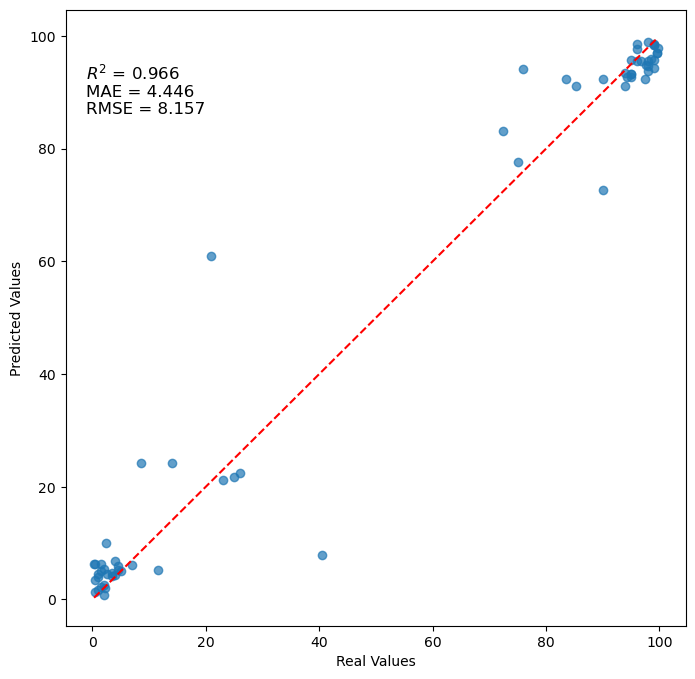 R² = 0.966
MAE = 4.446
RMSE = 8.157
Predicted Values
100
80
60
40
20
0
0 20 40 60 80 100
Real Values